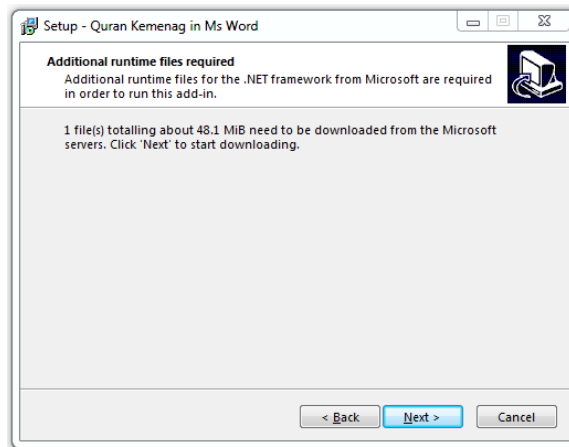 Setup - Quran Kemenag in Ms Word
Additional runtime files required
Additional runtime files for the .NET framework from Microsoft are required
in order to run this add-in.
1 file(s) totalling about 48.1 MiB need to be downloaded from the Microsoft
servers. Click 'Next' to start downloading.
< Back
Next >
Cancel